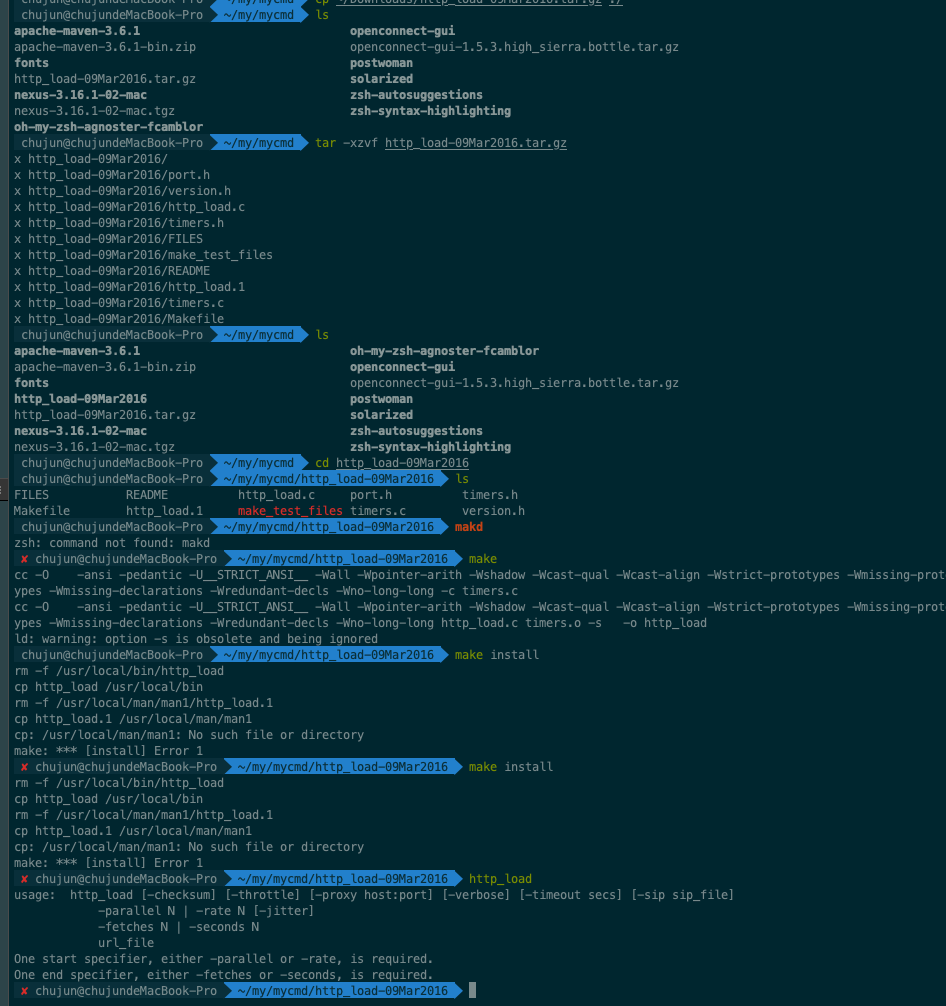 chujun@chujundeMacBook-Pro ~/my/mycmd cp ~/Downloads/http_load-09Mar2016.tar.gz ./
chujun@chujundeMacBook-Pro ~/my/mycmd ls
apache-maven-3.6.1 openconnect-gui
apache-maven-3.6.1-bin.zip openconnect-gui-1.5.3.high_sierra.bottle.tar.gz
fonts postwoman
http_load-09Mar2016.tar.gz solarized
nexus-3.16.1-02-mac zsh-autosuggestions
nexus-3.16.1-02-mac.tgz zsh-syntax-highlighting
oh-my-zsh-agnoster-fcamblor
chujun@chujundeMacBook-Pro ~/my/mycmd tar -xzvf http_load-09Mar2016.tar.gz
x http_load-09Mar2016/
x http_load-09Mar2016/port.h
x http_load-09Mar2016/version.h
x http_load-09Mar2016/http_load.c
x http_load-09Mar2016/timers.h
x http_load-09Mar2016/FILES
x http_load-09Mar2016/make_test_files
x http_load-09Mar2016/README
x http_load-09Mar2016/http_load.1
x http_load-09Mar2016/timers.c
x http_load-09Mar2016/Makefile
chujun@chujundeMacBook-Pro ~/my/mycmd ls
apache-maven-3.6.1 oh-my-zsh-agnoster-fcamblor
apache-maven-3.6.1-bin.zip openconnect-gui
fonts openconnect-gui-1.5.3.high_sierra.bottle.tar.gz
http_load-09Mar2016 postwoman
http_load-09Mar2016.tar.gz solarized
nexus-3.16.1-02-mac zsh-autosuggestions
nexus-3.16.1-02-mac.tgz zsh-syntax-highlighting
chujun@chujundeMacBook-Pro ~/my/mycmd cd http_load-09Mar2016
chujun@chujundeMacBook-Pro ~/my/mycmd/http_load-09Mar2016 ls
FILES README http_load.c port.h timers.h
Makefile http_load.1 make_test_files timers.c version.h
chujun@chujundeMacBook-Pro ~/my/mycmd/http_load-09Mar2016 makd
zsh: command not found: makd
✘ chujun@chujundeMacBook-Pro ~/my/mycmd/http_load-09Mar2016 make
cc -O -ansi -pedantic -U__STRICT_ANSI__ -Wall -Wpointer-arith -Wshadow -Wcast-qual -Wcast-align -Wstrict-prototypes -Wmissing-prot
ypes -Wmissing-declarations -Wredundant-decls -Wno-long-long -c timers.c
cc -O -ansi -pedantic -U__STRICT_ANSI__ -Wall -Wpointer-arith -Wshadow -Wcast-qual -Wcast-align -Wstrict-prototypes -Wmissing-prot
ypes -Wmissing-declarations -Wredundant-decls -Wno-long-long http_load.c timers.o -s -o http_load
ld: warning: option -s is obsolete and being ignored
chujun@chujundeMacBook-Pro ~/my/mycmd/http_load-09Mar2016 make install
rm -f /usr/local/bin/http_load
cp http_load /usr/local/bin
rm -f /usr/local/man/man1/http_load.1
cp http_load.1 /usr/local/man/man1
cp: /usr/local/man/man1: No such file or directory
make: *** [install] Error 1
✘ chujun@chujundeMacBook-Pro ~/my/mycmd/http_load-09Mar2016 make install
rm -f /usr/local/bin/http_load
cp http_load /usr/local/bin
rm -f /usr/local/man/man1/http_load.1
cp http_load.1 /usr/local/man/man1
cp: /usr/local/man/man1: No such file or directory
make: *** [install] Error 1
✘ chujun@chujundeMacBook-Pro ~/my/mycmd/http_load-09Mar2016 http_load
usage: http_load [-checksum] [-throttle] [-proxy host:port] [-verbose] [-timeout secs] [-sip sip_file]
-parallel N | -rate N [-jitter]
-fetches N | -seconds N
url_file
One start specifier, either -parallel or -rate, is required.
One end specifier, either -fetches or -seconds, is required.
✘ chujun@chujundeMacBook-Pro ~/my/mycmd/http_load-09Mar2016